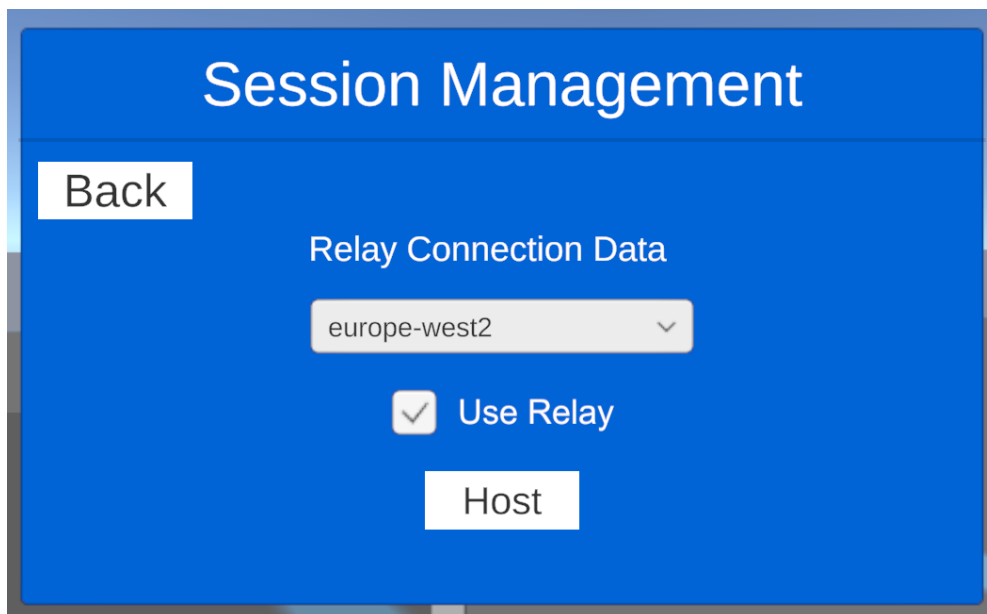 Session Management
Back
Relay Connection Data
europe-west2
Use Relay
Host